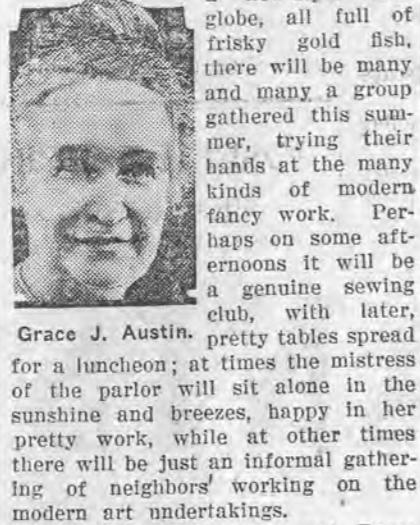 globe, all full of
frisky gold fish,
there will be many
and many a group
gathered this sum-
mer, trying their
hands at the many
kinds of modern
fancy work. Per-
haps on some aft-
ernoons it will be
a genuine sewing
club, with later,
pretty tables spread
Grace J. Austin.
for a luncheon; at times the mistress
of the parlor will sit alone in the
sunshine and breezes, happy in her
pretty work, while at other times
there will be just an informal gather-
ing of neighbors' working on the
modern art undertakings.